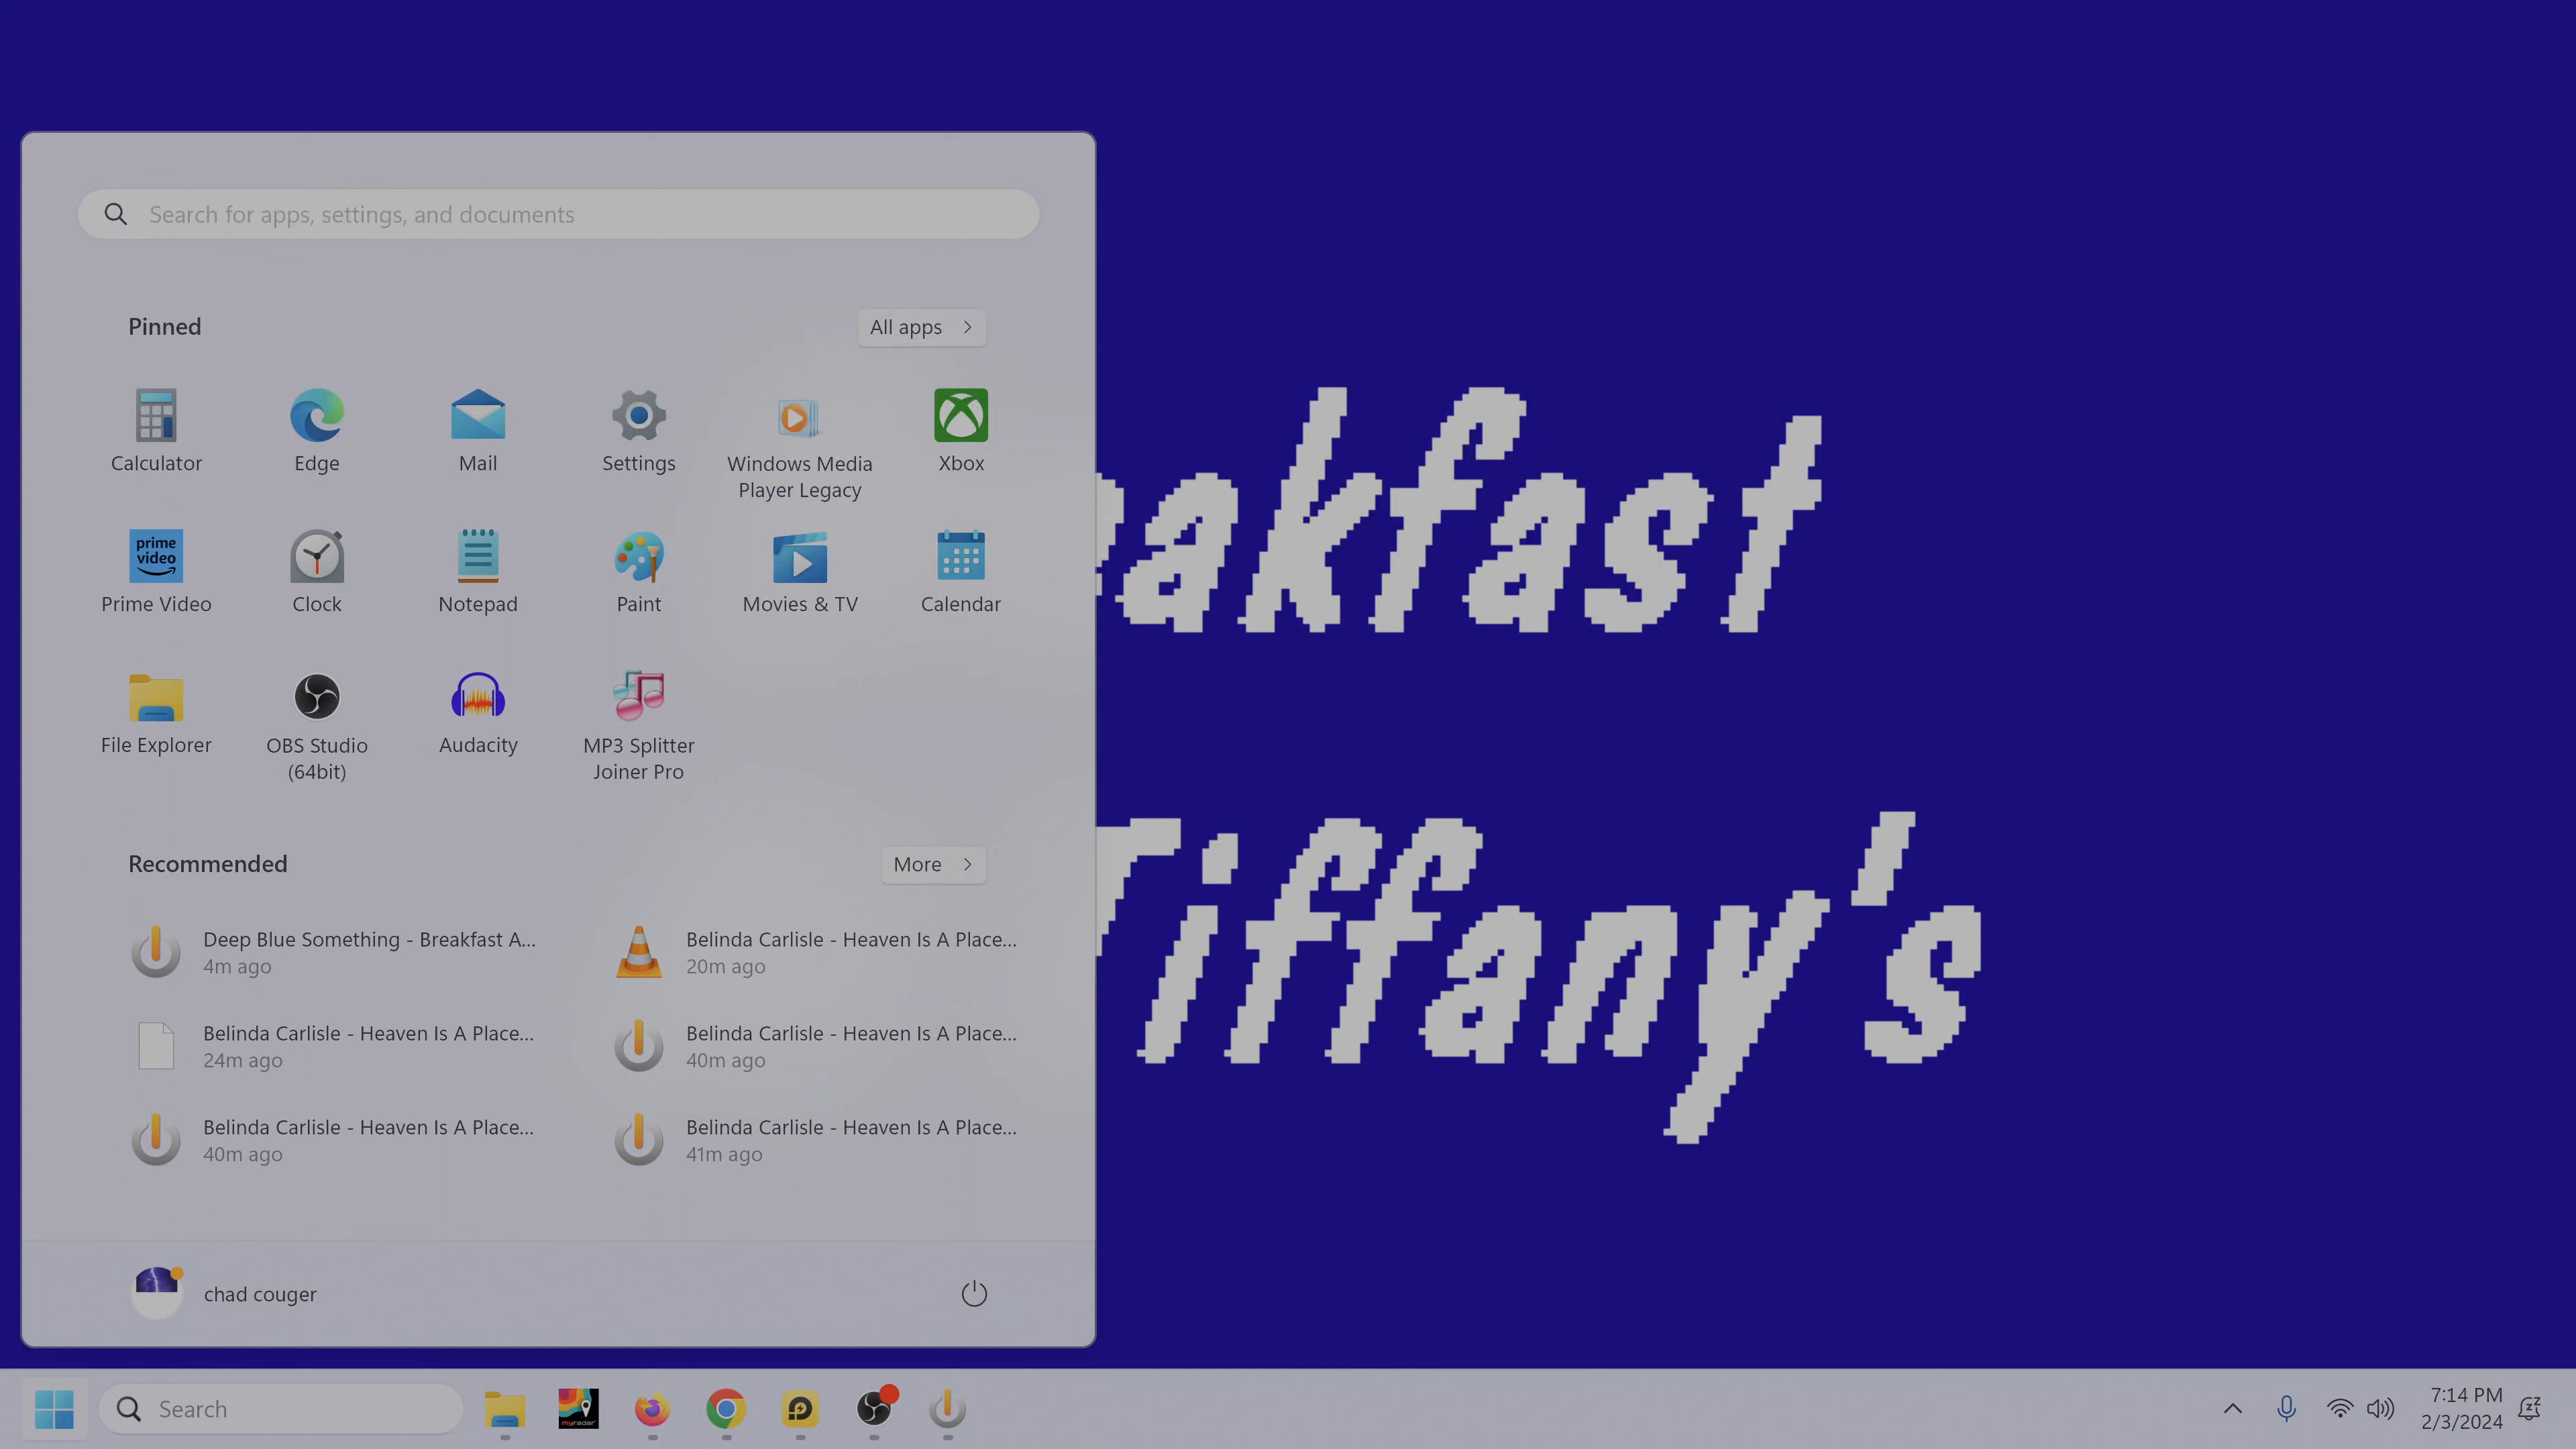 Search for apps, settings, and documents
Pinned
All apps
Calculator
Edge
Mail
Settings
Windows Media
Player Legacy
Xbox
prime
video
Prime Video
Clock
Notepad
Paint
Movies & TV
Calendar
File Explorer
OBS Studio
(64bit)
Audacity
MP3 Splitter
Joiner Pro
Recommended
More
Deep Blue Something - Breakfast A...
4m ago
Belinda Carlisle - Heaven Is A Place...
20m ago
Belinda Carlisle - Heaven Is A Place...
24m ago
Belinda Carlisle - Heaven Is A Place...
40m ago
Belinda Carlisle - Heaven Is A Place...
40m ago
Belinda Carlisle - Heaven Is A Place...
41m ago
chad couger
eakfast
Tiffany's
Search
myradar
7:14 PM
2/3/2024